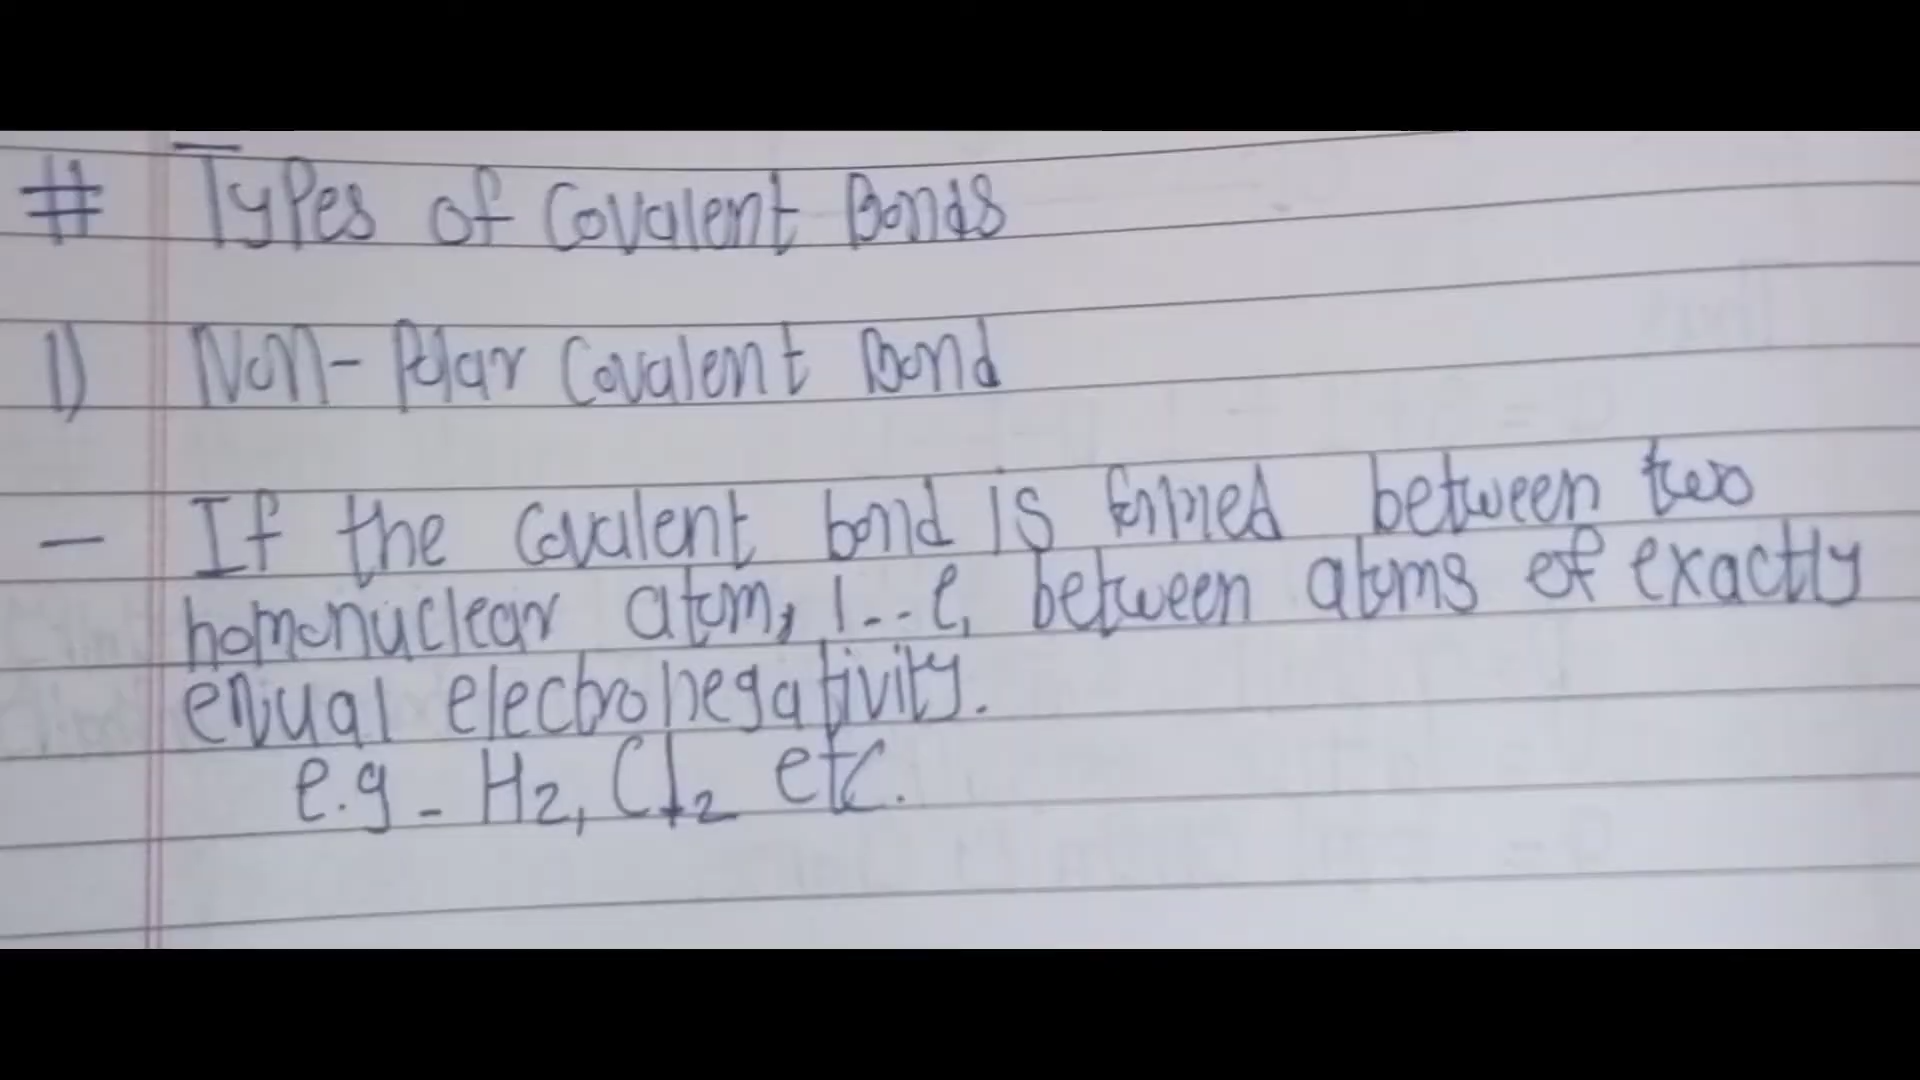 # Types of Covalent Bonds
1) Non-Polar Covalent Bond
- If the covalent bond is formed between two
homonuclear atom, i..e, between atoms of exactly
enual electronegativity.
e.g - H2, Cl2 etc.